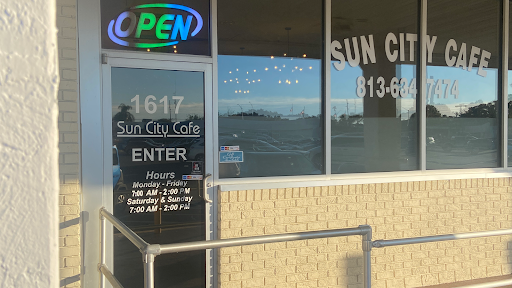 OPEN
SUN CITY CAFE
813-634-7474
1617
Sun City Cafe
ENTER
Hours
Monday - Friday
7:00 AM - 2:00 PM
Saturday & Sunday
7:00 AM - 2:00 PM